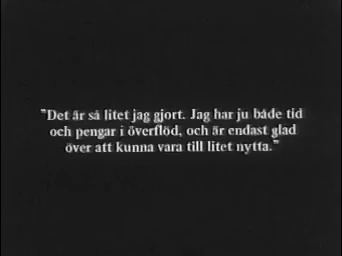 "Det är så litet jag gjort. Jag har ju både tid
och pengar i överflöd, och är endast glad
över att kunna vara till litet nytta."